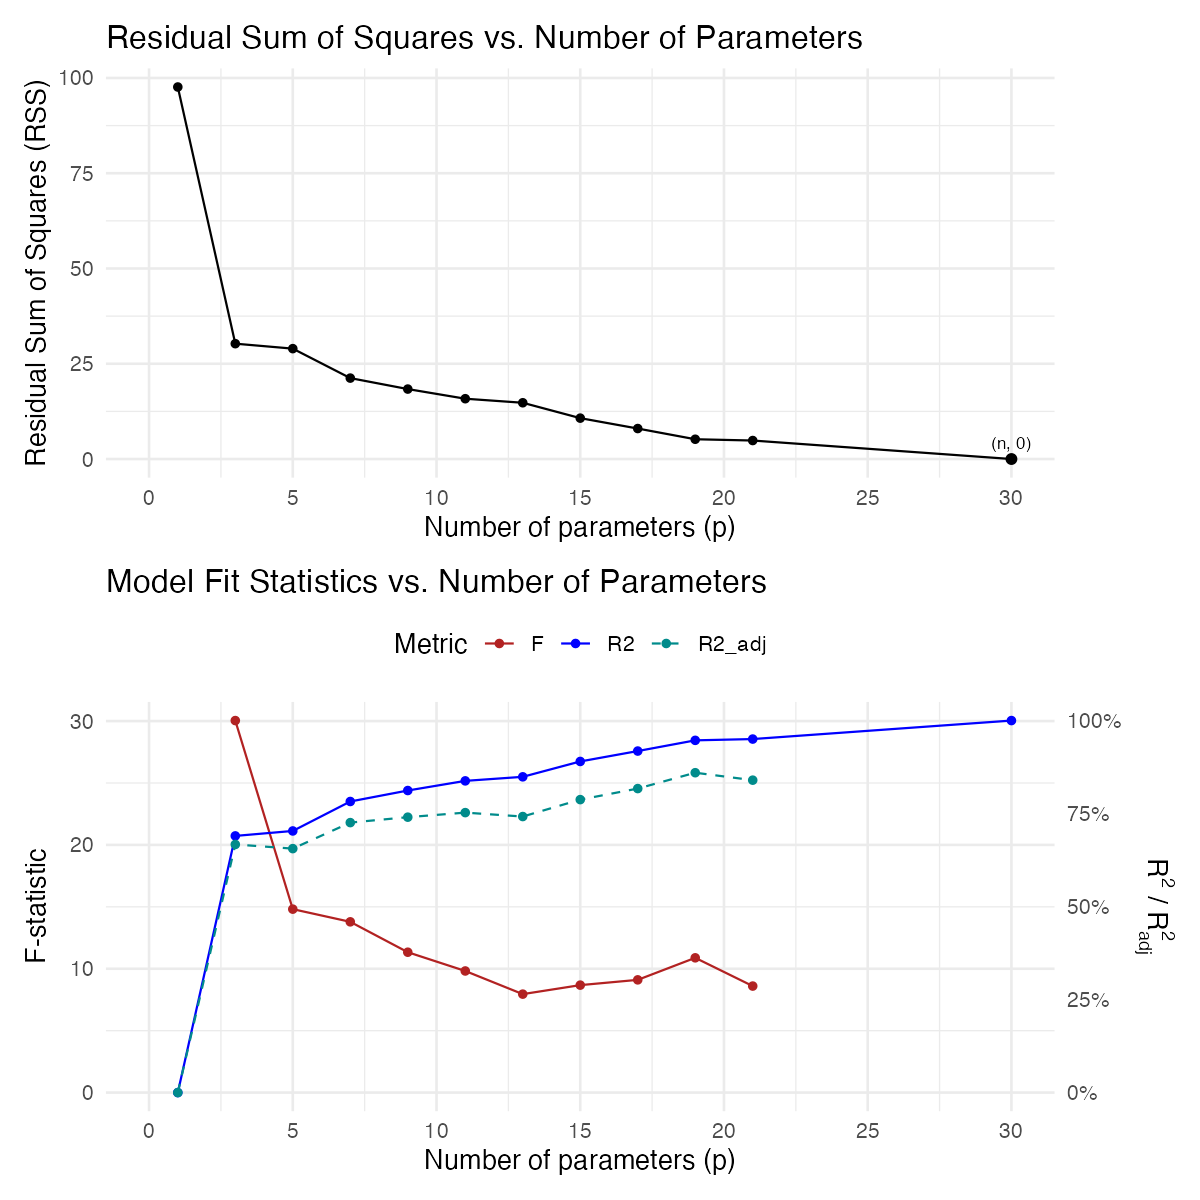 Residual Sum of Squares vs. Number of Parameters
Residual Sum of Squares (RSS)
100
75
50
25
0
(n, 0)
0 5 10 15 20 25 30
Number of parameters (p)
Model Fit Statistics vs. Number of Parameters
Metric F R2 R2_adj
F-statistic
30
20
10
0
100%
75%
50%
25%
0%
R² / R²adj
0 5 10 15 20 25 30
Number of parameters (p)